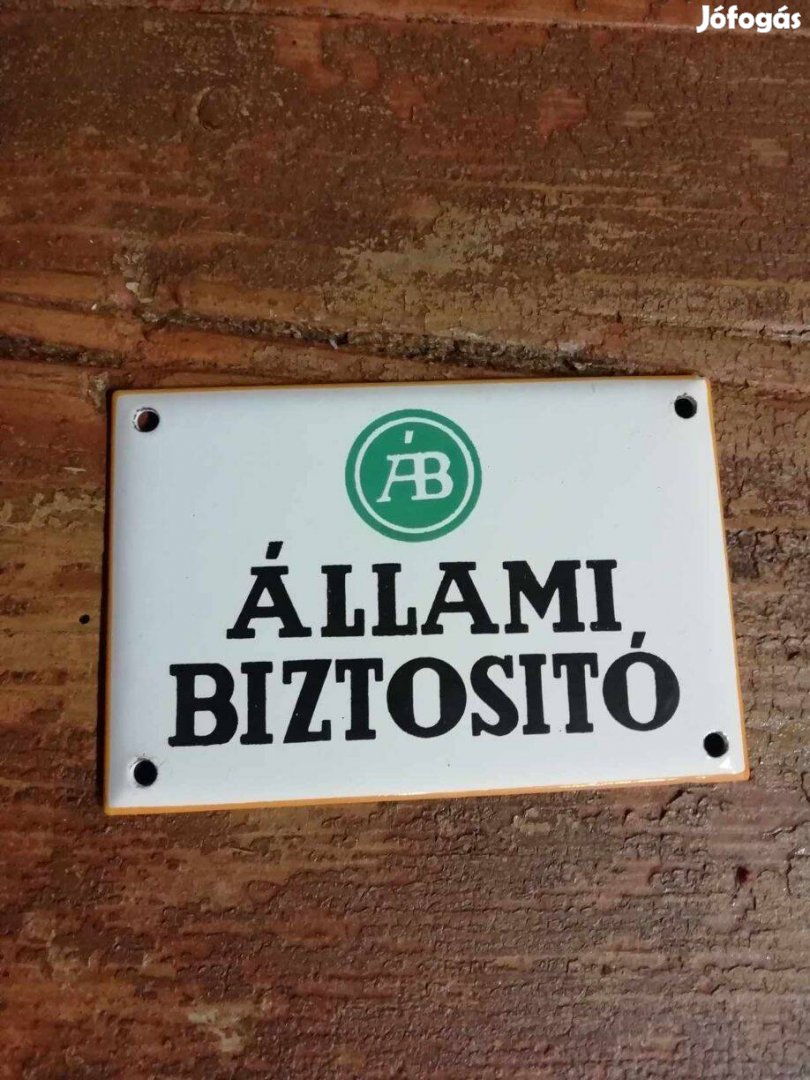 Jófogás
ÁB
ÁLLAMI
BIZTOSITÓ